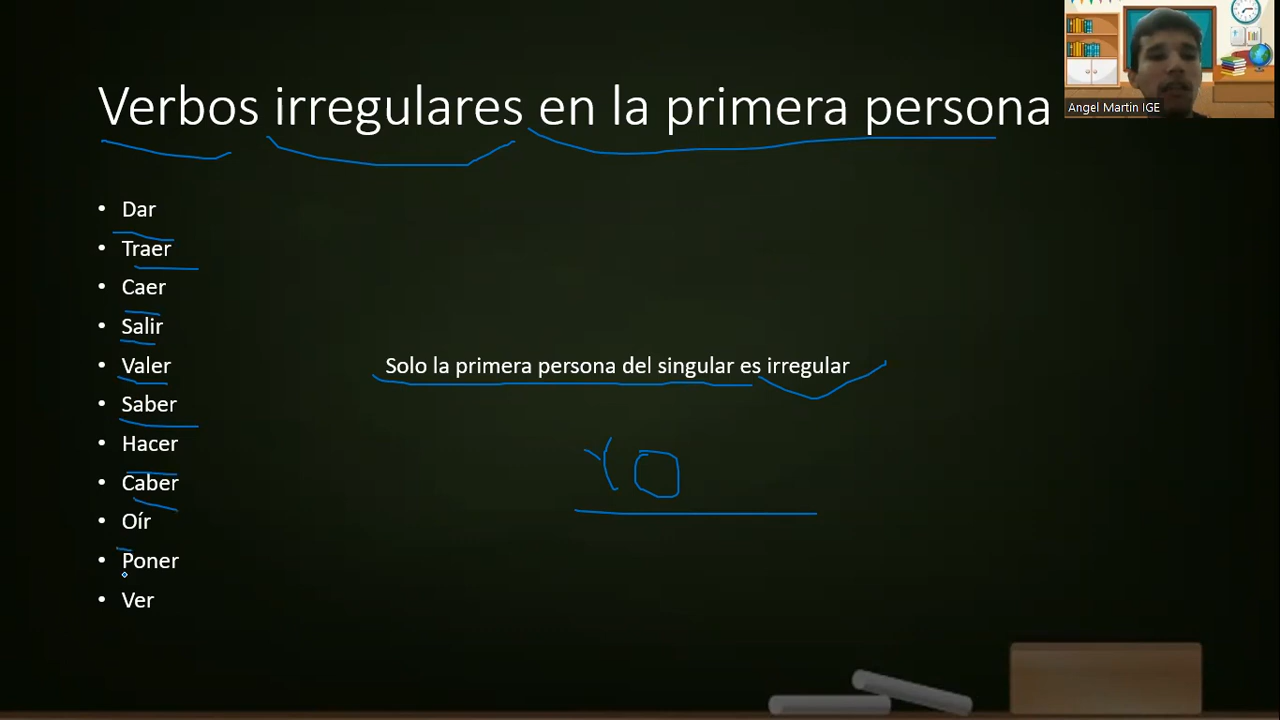 Verbos irregulares en la primera persona
Angel Martin IGE
• Dar
• Traer
• Caer
• Salir
• Valer
• Saber
• Hacer
• Caber
• Oír
• Poner
• Ver
Solo la primera persona del singular es irregular
YO